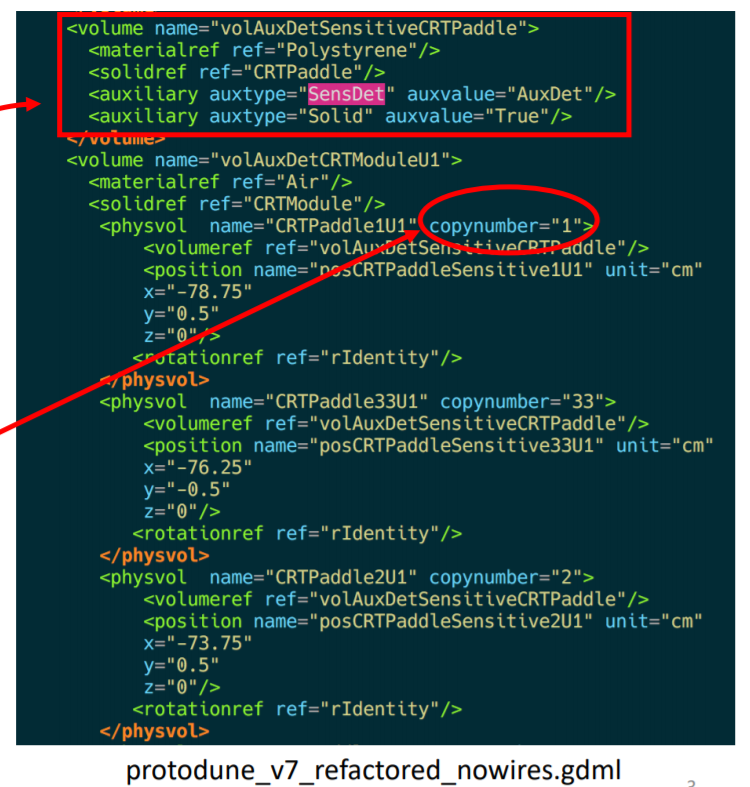 <volume name="volAuxDetSensitiveCRTPaddle">
<materialref ref="Polystyrene"/>
<solidref ref="CRTPaddle"/>
<auxiliary auxtype="SensDet" auxvalue="AuxDet"/>
<auxiliary auxtype="Solid" auxvalue="True"/>
</volume>
<volume name="volAuxDetCRTModuleU1">
<materialref ref="Air"/>
<solidref ref="CRTModule"/>
<physvol  name="CRTPaddle1U1" copynumber="1">
<volumeref ref="volAuxDetSensitiveCRTPaddle"/>
<position name="posCRTPaddleSensitive1U1" unit="cm"
x="-78.75"
y="0.5"
z="0"/>
<rotationref ref="rIdentity"/>
</physvol>
<physvol  name="CRTPaddle33U1" copynumber="33">
<volumeref ref="volAuxDetSensitiveCRTPaddle"/>
<position name="posCRTPaddleSensitive33U1" unit="cm"
x="-76.25"
y="-0.5"
z="0"/>
<rotationref ref="rIdentity"/>
</physvol>
<physvol  name="CRTPaddle2U1" copynumber="2">
<volumeref ref="volAuxDetSensitiveCRTPaddle"/>
<position name="posCRTPaddleSensitive2U1" unit="cm"
x="-73.75"
y="0.5"
z="0"/>
<rotationref ref="rIdentity"/>
</physvol>
protodune_v7_refactored_nowires.gdml